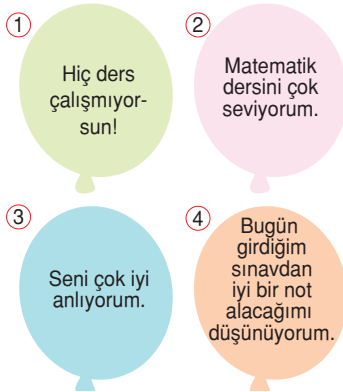 1
Hiç ders
çalışmıyor-
sun!
2
Matematik
dersini çok
seviyorum.
3
Seni çok iyi
anlıyorum.
4
Bugün
girdiğim
sınavdan
iyi bir not
alacağımı
düşünüyorum.